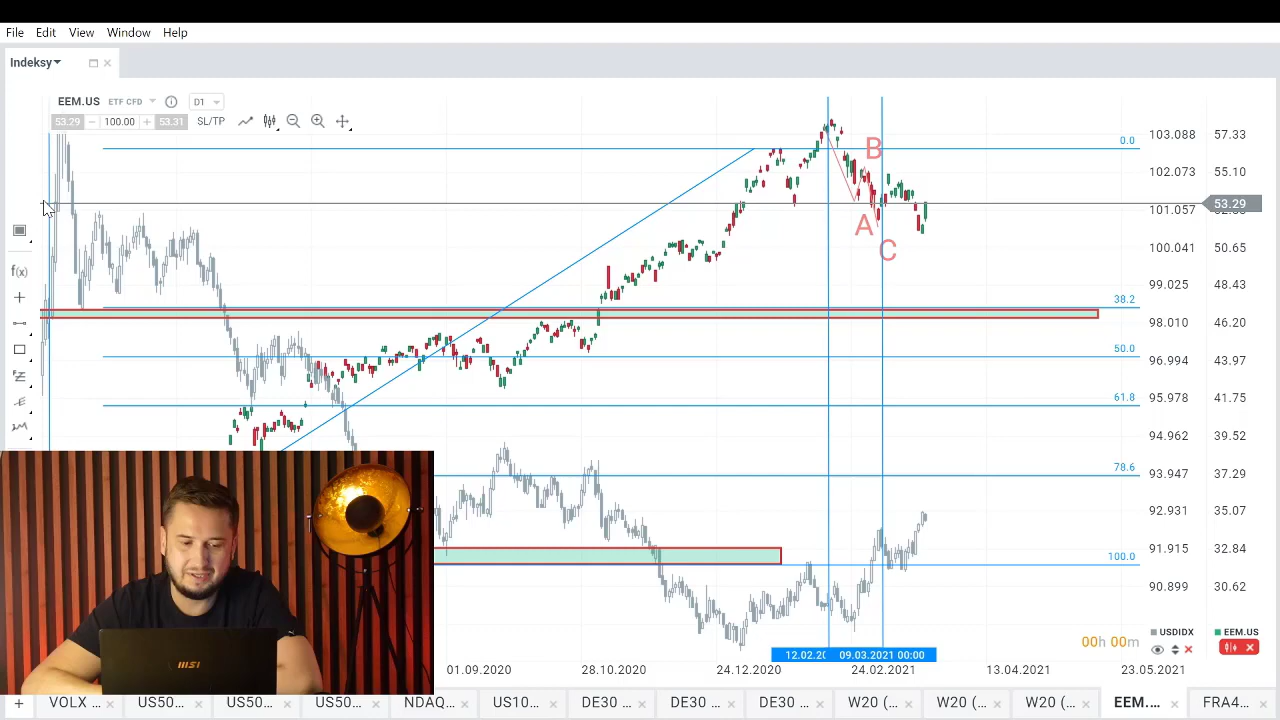 File Edit View Window Help
Indeksy
EEM.US ETF CFD D1
53.29 100.00 53.31 SL/TP
0.0
38.2
50.0
61.8
78.6
100.0
B
A
C
103.088 57.33
102.073 55.10
53.29
101.057
100.041 50.65
99.025 48.43
98.010 46.20
96.994 43.97
95.978 41.75
94.962 39.52
93.947 37.29
92.931 35.07
91.915 32.84
90.899 30.62
f(x)
msi
00h 00m
USDIDX EEM.US
12.02.20 09.03.2021 00:00
01.09.2020 28.10.2020 24.12.2020 24.02.2021 13.04.2021 23.05.2021
+ VOLX ... US50... US50... US50... NDAQ... US10 ... DE30 ... DE30 ... DE30 ... W20 (... W20 (... W20 (... EEM.... FRA4...